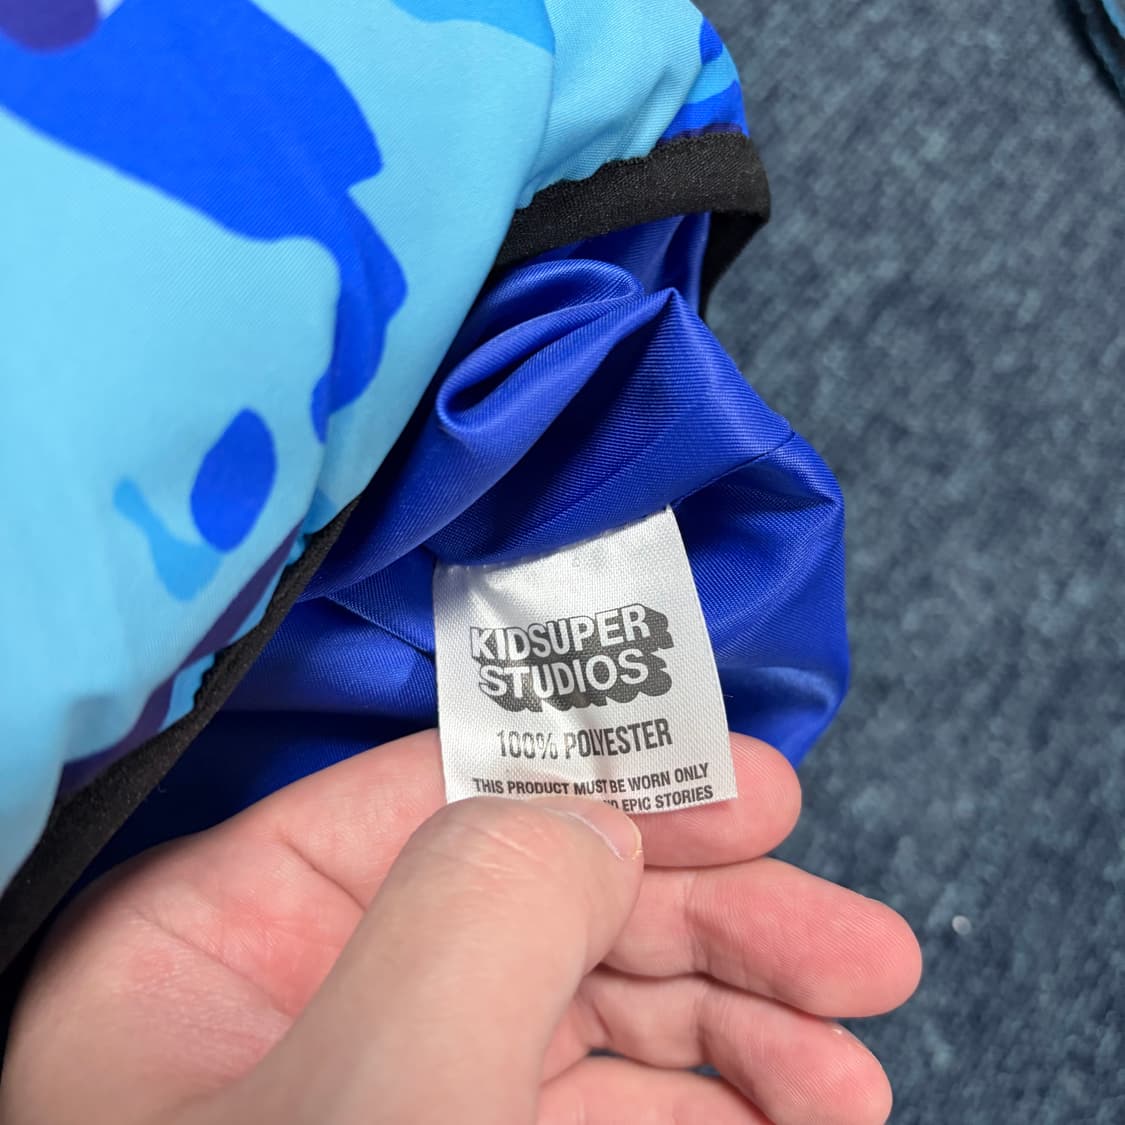 KIDSUPER
STUDIOS
100% POLYESTER
THIS PRODUCT MUST BE WORN ONLY
EPIC STORIES